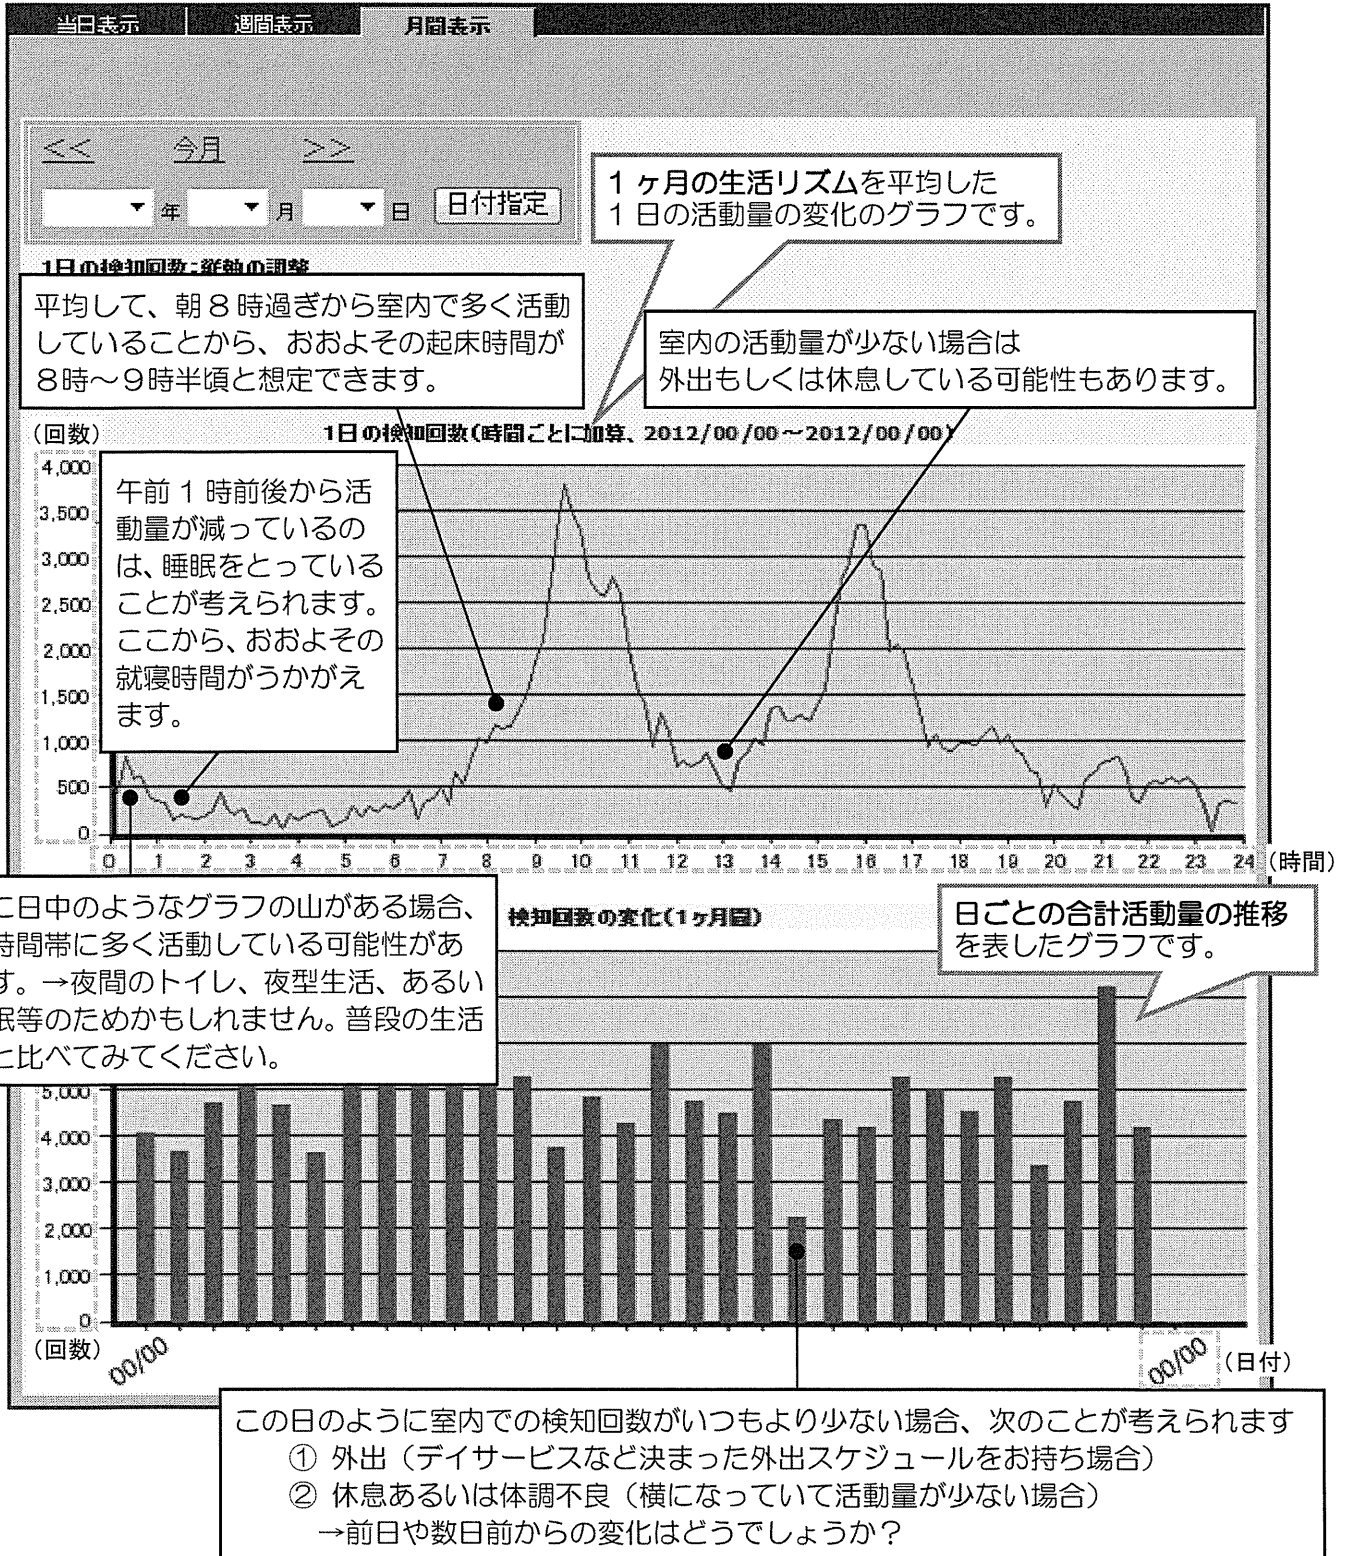 当日表示 週間表示 月間表示
<< 今月 >>
年 月 日 日付指定
1ヶ月の生活リズムを平均した
1日の活動量の変化のグラフです。
1日の検知回数:縦軸の調整
平均して、朝8時過ぎから室内で多く活動
していることから、おおよその起床時間が
8時～9時半頃と想定できます。
室内の活動量が少ない場合は
外出もしくは休息している可能性もあります。
(回数)
1日の検知回数(時間ごとに加算、2012/00/00～2012/00/00)
4,000
3,500
3,000
2,500
2,000
1,500
1,000
500
0
午前1時前後から活
動量が減っているの
は、睡眠をとっている
ことが考えられます。
ここから、おおよその
就寝時間がうかがえ
ます。
0 1 2 3 4 5 6 7 8 9 10 11 12 13 14 15 16 17 18 19 20 21 22 23 24 (時間)
に日中のようなグラフの山がある場合、
時間帯に多く活動している可能性があ
す。→夜間のトイレ、夜型生活、あるい
眠等のためかもしれません。普段の生活
と比べてみてください。
検知回数の変化(1ヶ月間)
日ごとの合計活動量の推移
を表したグラフです。
5,000
4,000
3,000
2,000
1,000
0
(回数) 00/00 00/00 (日付)
この日のように室内での検知回数がいつもより少ない場合、次のことが考えられます
① 外出（デイサービスなど決まった外出スケジュールをお持ち場合）
② 休息あるいは体調不良（横になっていて活動量が少ない場合）
→前日や数日前からの変化はどうでしょうか？